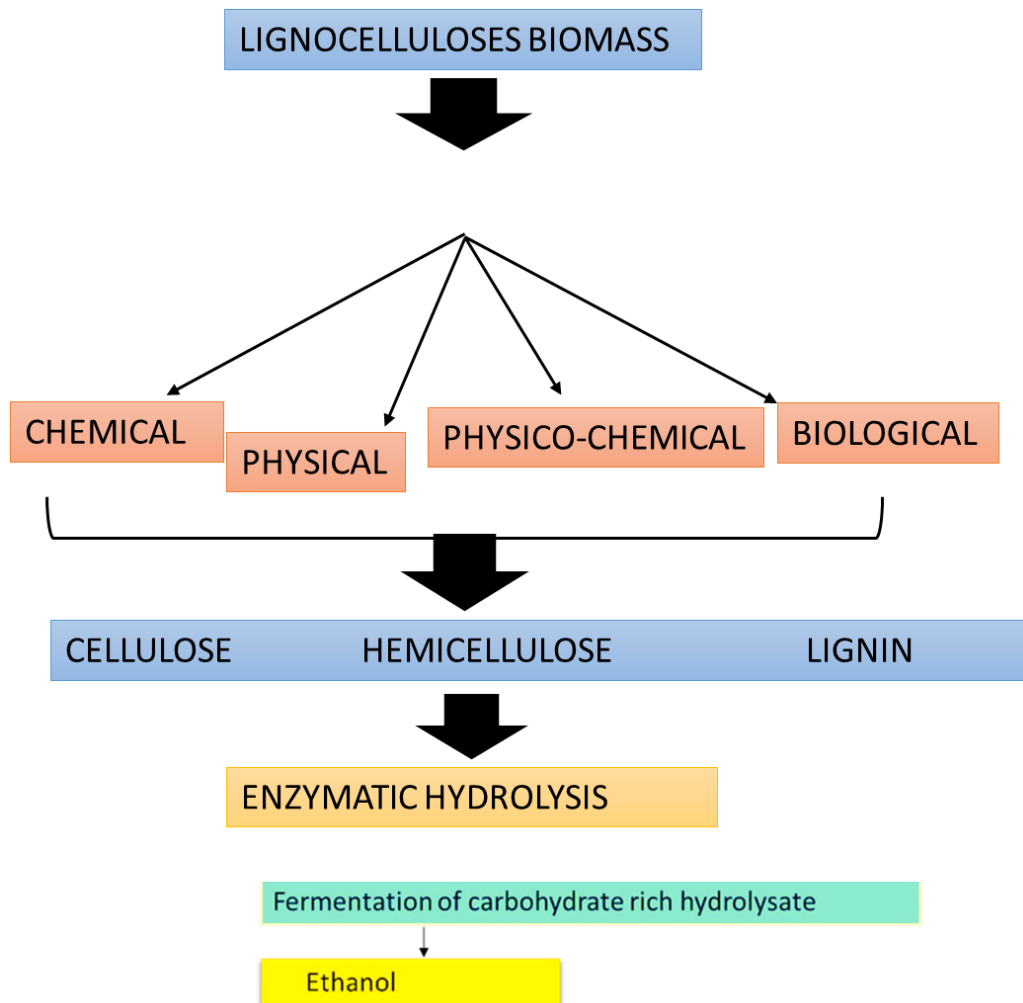 LIGNOCELLULOSES BIOMASS
CHEMICAL
PHYSICAL
PHYSICO-CHEMICAL
BIOLOGICAL
CELLULOSE HEMICELLULOSE LIGNIN
ENZYMATIC HYDROLYSIS
Fermentation of carbohydrate rich hydrolysate
Ethanol